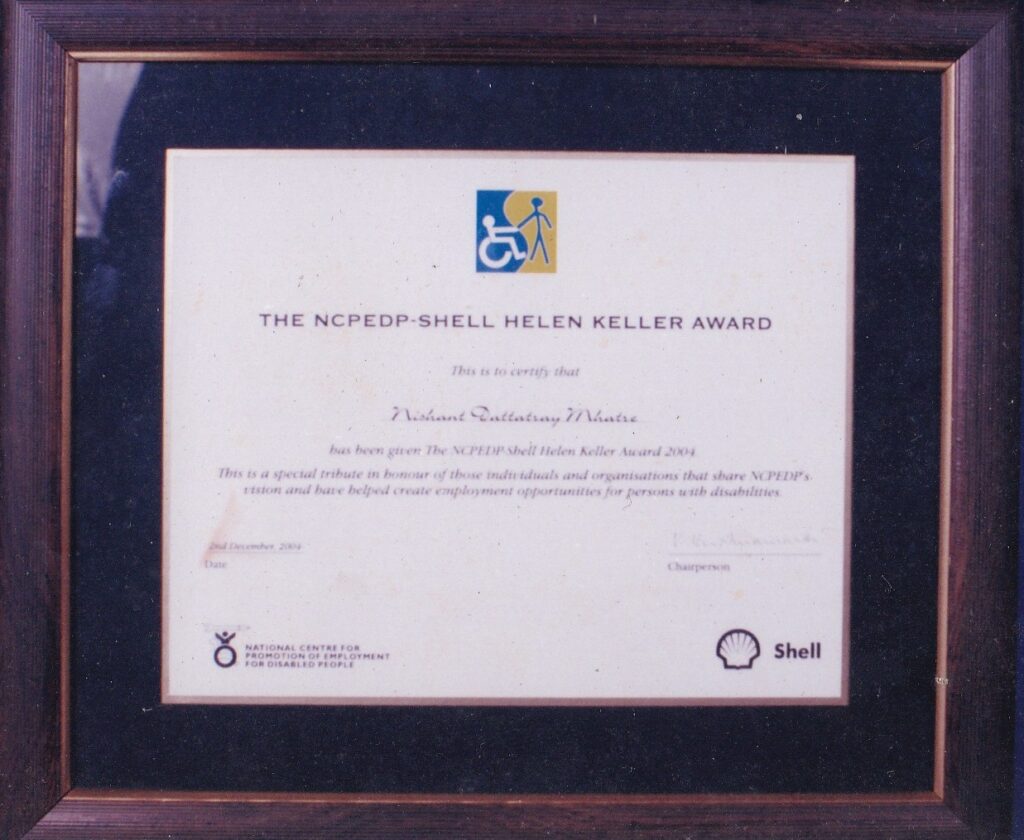 THE NCPEDP-SHELL HELEN KELLER AWARD
This is to certify that
Nishant Dattatray Mhatre
has been given The NCPEDP-Shell Helen Keller Award 2004
This is a special tribute in honour of those individuals and organisations that share NCPEDP's
vision and have helped create employment opportunities for persons with disabilities.
2nd December, 2004
Date
Chairperson
NATIONAL CENTRE FOR
PROMOTION OF EMPLOYMENT
FOR DISABLED PEOPLE
Shell